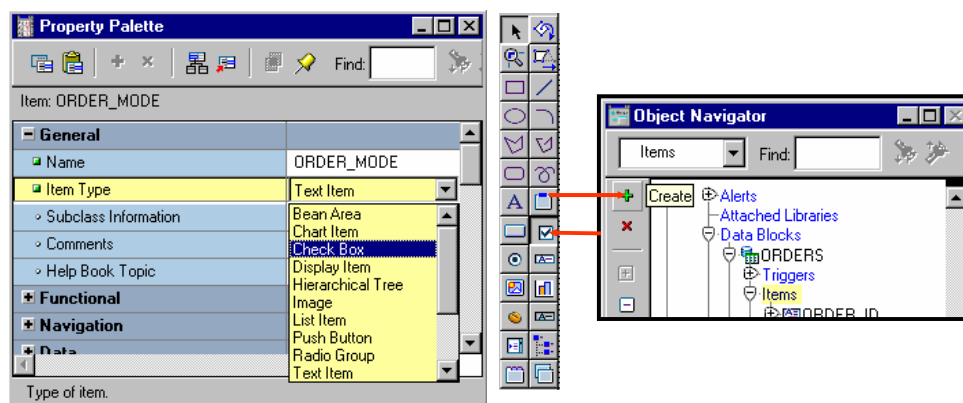 Property Palette
Find:
Item: ORDER_MODE
General
Name ORDER_MODE
Item Type Text Item
Subclass Information
Comments
Help Book Topic
Functional
Navigation
Data
Bean Area
Chart Item
Check Box
Display Item
Hierarchical Tree
Image
List Item
Push Button
Radio Group
Text Item
Type of item.
A
Object Navigator
Items Find:
Create
Alerts
Attached Libraries
Data Blocks
ORDERS
Triggers
Items
ORDER_ID